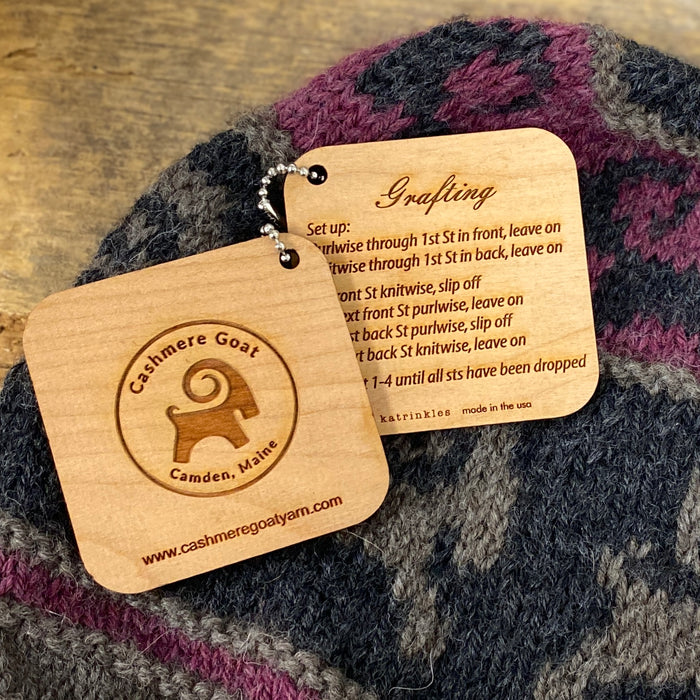 Cashmere Goat
Camden, Maine
www.cashmeregoatyarn.com
Grafting
Set up:
urlwise through 1st St in front, leave on
itwise through 1st St in back, leave on
ront St knitwise, slip off
ext front St purlwise, leave on
st back St purlwise, slip off
t back St knitwise, leave on
t 1-4 until all sts have been dropped
katrinkles made in the usa